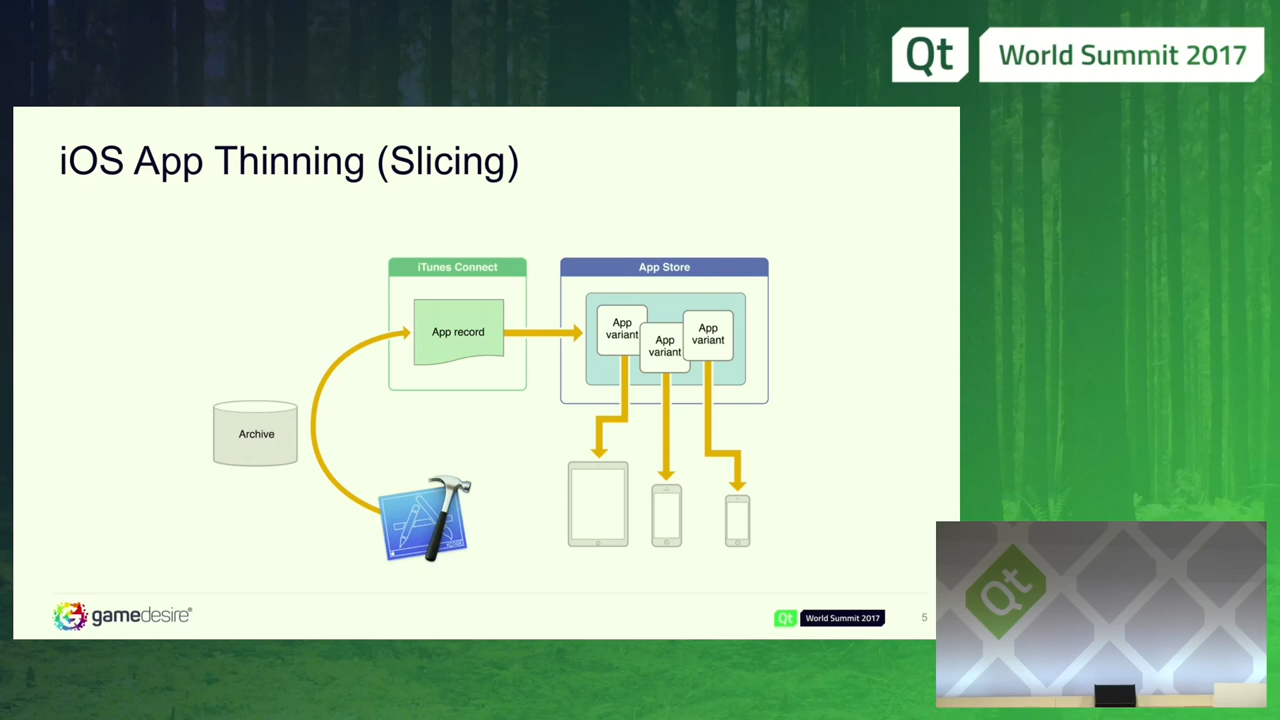 Qt World Summit 2017
iOS App Thinning (Slicing)
iTunes Connect
App Store
App record
App
variant
App
variant
App
variant
Archive
gamedesire®
Qt World Summit 2017
5
Qt